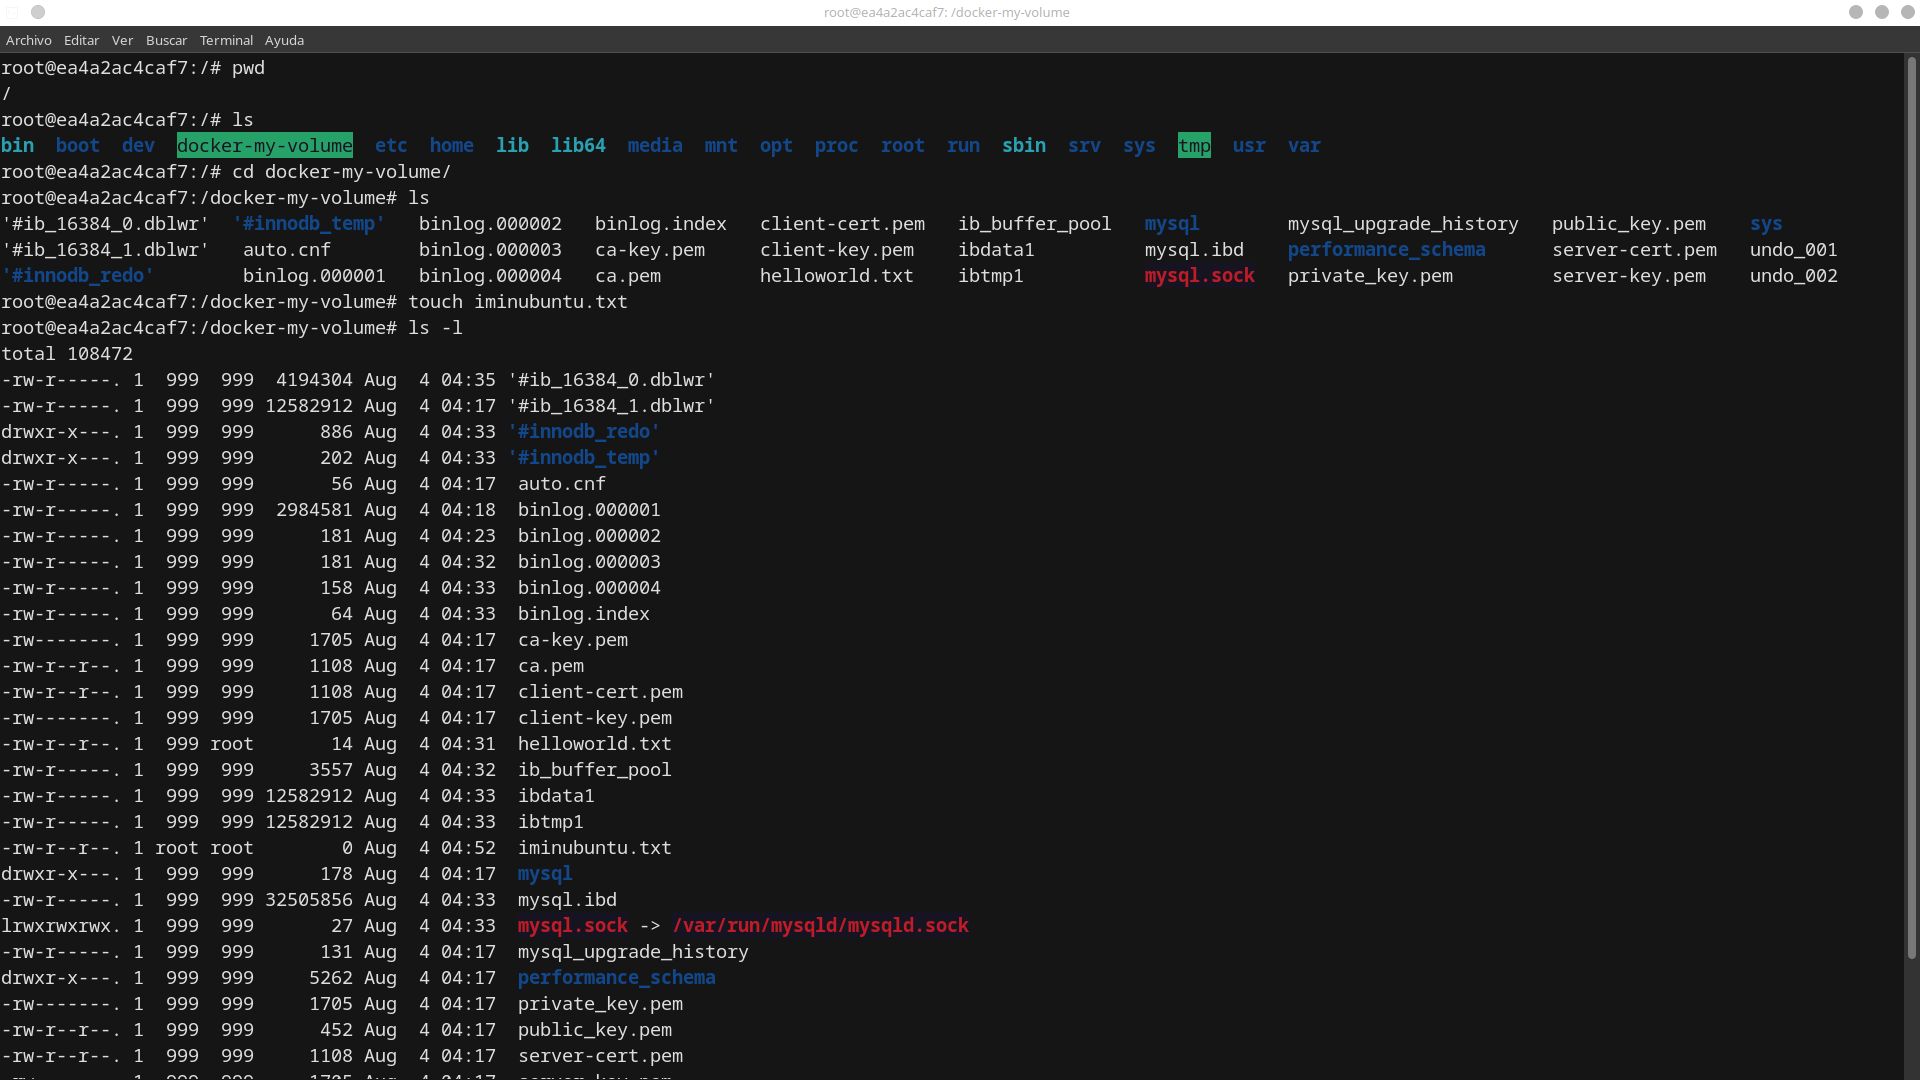 root@ea4a2ac4caf7: /docker-my-volume
Archivo Editar Ver Buscar Terminal Ayuda
root@ea4a2ac4caf7:/# pwd
/
root@ea4a2ac4caf7:/# ls
bin boot dev docker-my-volume etc home lib lib64 media mnt opt proc root run sbin srv sys tmp usr var
root@ea4a2ac4caf7:/# cd docker-my-volume/
root@ea4a2ac4caf7:/docker-my-volume# ls
'#ib_16384_0.dblwr' '#innodb_temp' binlog.000002 binlog.index client-cert.pem ib_buffer_pool mysql mysql_upgrade_history public_key.pem sys
'#ib_16384_1.dblwr' auto.cnf binlog.000003 ca-key.pem client-key.pem ibdata1 mysql.ibd performance_schema server-cert.pem undo_001
'#innodb_redo' binlog.000001 binlog.000004 ca.pem helloworld.txt ibtmp1 mysql.sock private_key.pem server-key.pem undo_002
root@ea4a2ac4caf7:/docker-my-volume# touch iminubuntu.txt
root@ea4a2ac4caf7:/docker-my-volume# ls -l
total 108472
-rw-r-----. 1 999 999 4194304 Aug 4 04:35 '#ib_16384_0.dblwr'
-rw-r-----. 1 999 999 12582912 Aug 4 04:17 '#ib_16384_1.dblwr'
drwxr-x---. 1 999 999 886 Aug 4 04:33 '#innodb_redo'
drwxr-x---. 1 999 999 202 Aug 4 04:33 '#innodb_temp'
-rw-r-----. 1 999 999 56 Aug 4 04:17 auto.cnf
-rw-r-----. 1 999 999 2984581 Aug 4 04:18 binlog.000001
-rw-r-----. 1 999 999 181 Aug 4 04:23 binlog.000002
-rw-r-----. 1 999 999 181 Aug 4 04:32 binlog.000003
-rw-r-----. 1 999 999 158 Aug 4 04:33 binlog.000004
-rw-r-----. 1 999 999 64 Aug 4 04:33 binlog.index
-rw-------. 1 999 999 1705 Aug 4 04:17 ca-key.pem
-rw-r--r--. 1 999 999 1108 Aug 4 04:17 ca.pem
-rw-r--r--. 1 999 999 1108 Aug 4 04:17 client-cert.pem
-rw-------. 1 999 999 1705 Aug 4 04:17 client-key.pem
-rw-r--r--. 1 999 root 14 Aug 4 04:31 helloworld.txt
-rw-r-----. 1 999 999 3557 Aug 4 04:32 ib_buffer_pool
-rw-r-----. 1 999 999 12582912 Aug 4 04:33 ibdata1
-rw-r-----. 1 999 999 12582912 Aug 4 04:33 ibtmp1
-rw-r--r--. 1 root root 0 Aug 4 04:52 iminubuntu.txt
drwxr-x---. 1 999 999 178 Aug 4 04:17 mysql
-rw-r-----. 1 999 999 32505856 Aug 4 04:33 mysql.ibd
lrwxrwxrwx. 1 999 999 27 Aug 4 04:33 mysql.sock -> /var/run/mysqld/mysqld.sock
-rw-r-----. 1 999 999 131 Aug 4 04:17 mysql_upgrade_history
drwxr-x---. 1 999 999 5262 Aug 4 04:17 performance_schema
-rw-------. 1 999 999 1705 Aug 4 04:17 private_key.pem
-rw-r--r--. 1 999 999 452 Aug 4 04:17 public_key.pem
-rw-r--r--. 1 999 999 1108 Aug 4 04:17 server-cert.pem